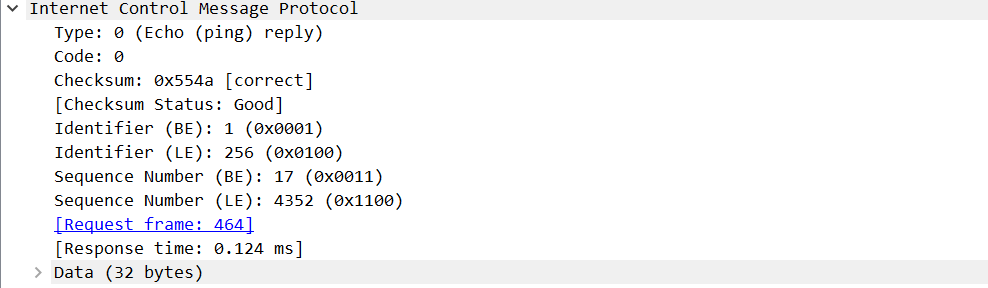 Internet Control Message Protocol
Type: 0 (Echo (ping) reply)
Code: 0
Checksum: 0x554a [correct]
[Checksum Status: Good]
Identifier (BE): 1 (0x0001)
Identifier (LE): 256 (0x0100)
Sequence Number (BE): 17 (0x0011)
Sequence Number (LE): 4352 (0x1100)
[Request frame: 464]
[Response time: 0.124 ms]
Data (32 bytes)